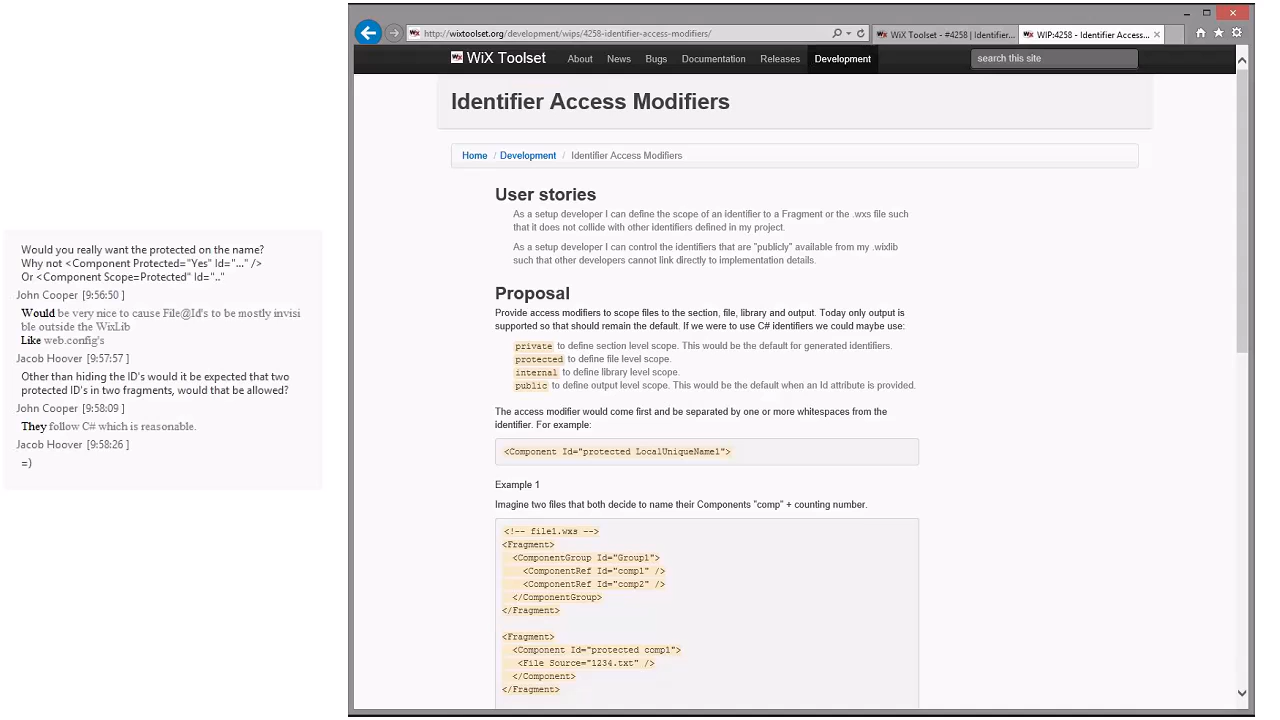 Would you really want the protected on the name?
Why not <Component Protected="Yes" Id="..." />
Or <Component Scope=Protected" Id=".."
John Cooper [9:56:50 ]
Would be very nice to cause File@Id's to be mostly invisi
ble outside the WixLib
Like web.config's
Jacob Hoover [9:57:57 ]
Other than hiding the ID's would it be expected that two
protected ID's in two fragments, would that be allowed?
John Cooper [9:58:09 ]
They follow C# which is reasonable.
Jacob Hoover [9:58:26 ]
=)
http://wixtoolset.org/development/wips/4258-identifier-access-modifiers/
WiX Toolset - #4258 | Identifier...
WIP:4258 - Identifier Access...
WiX Toolset
About
News
Bugs
Documentation
Releases
Development
search this site
Identifier Access Modifiers
Home / Development / Identifier Access Modifiers
User stories
As a setup developer I can define the scope of an identifier to a Fragment or the .wxs file such
that it does not collide with other identifiers defined in my project.
As a setup developer I can control the identifiers that are "publicly" available from my .wixlib
such that other developers cannot link directly to implementation details.
Proposal
Provide access modifiers to scope files to the section, file, library and output. Today only output is
supported so that should remain the default. If we were to use C# identifiers we could maybe use:
private to define section level scope. This would be the default for generated identifiers.
protected to define file level scope.
internal to define library level scope.
public to define output level scope. This would be the default when an Id attribute is provided.
The access modifier would come first and be separated by one or more whitespaces from the
identifier. For example:
<Component Id="protected LocalUniqueName1">
Example 1
Imagine two files that both decide to name their Components "comp" + counting number.
<!-- file1.wxs -->
<Fragment>
<ComponentGroup Id="Group1">
<ComponentRef Id="comp1" />
<ComponentRef Id="comp2" />
</ComponentGroup>
</Fragment>
<Fragment>
<Component Id="protected comp1">
<File Source="1234.txt" />
</Component>
</Fragment>